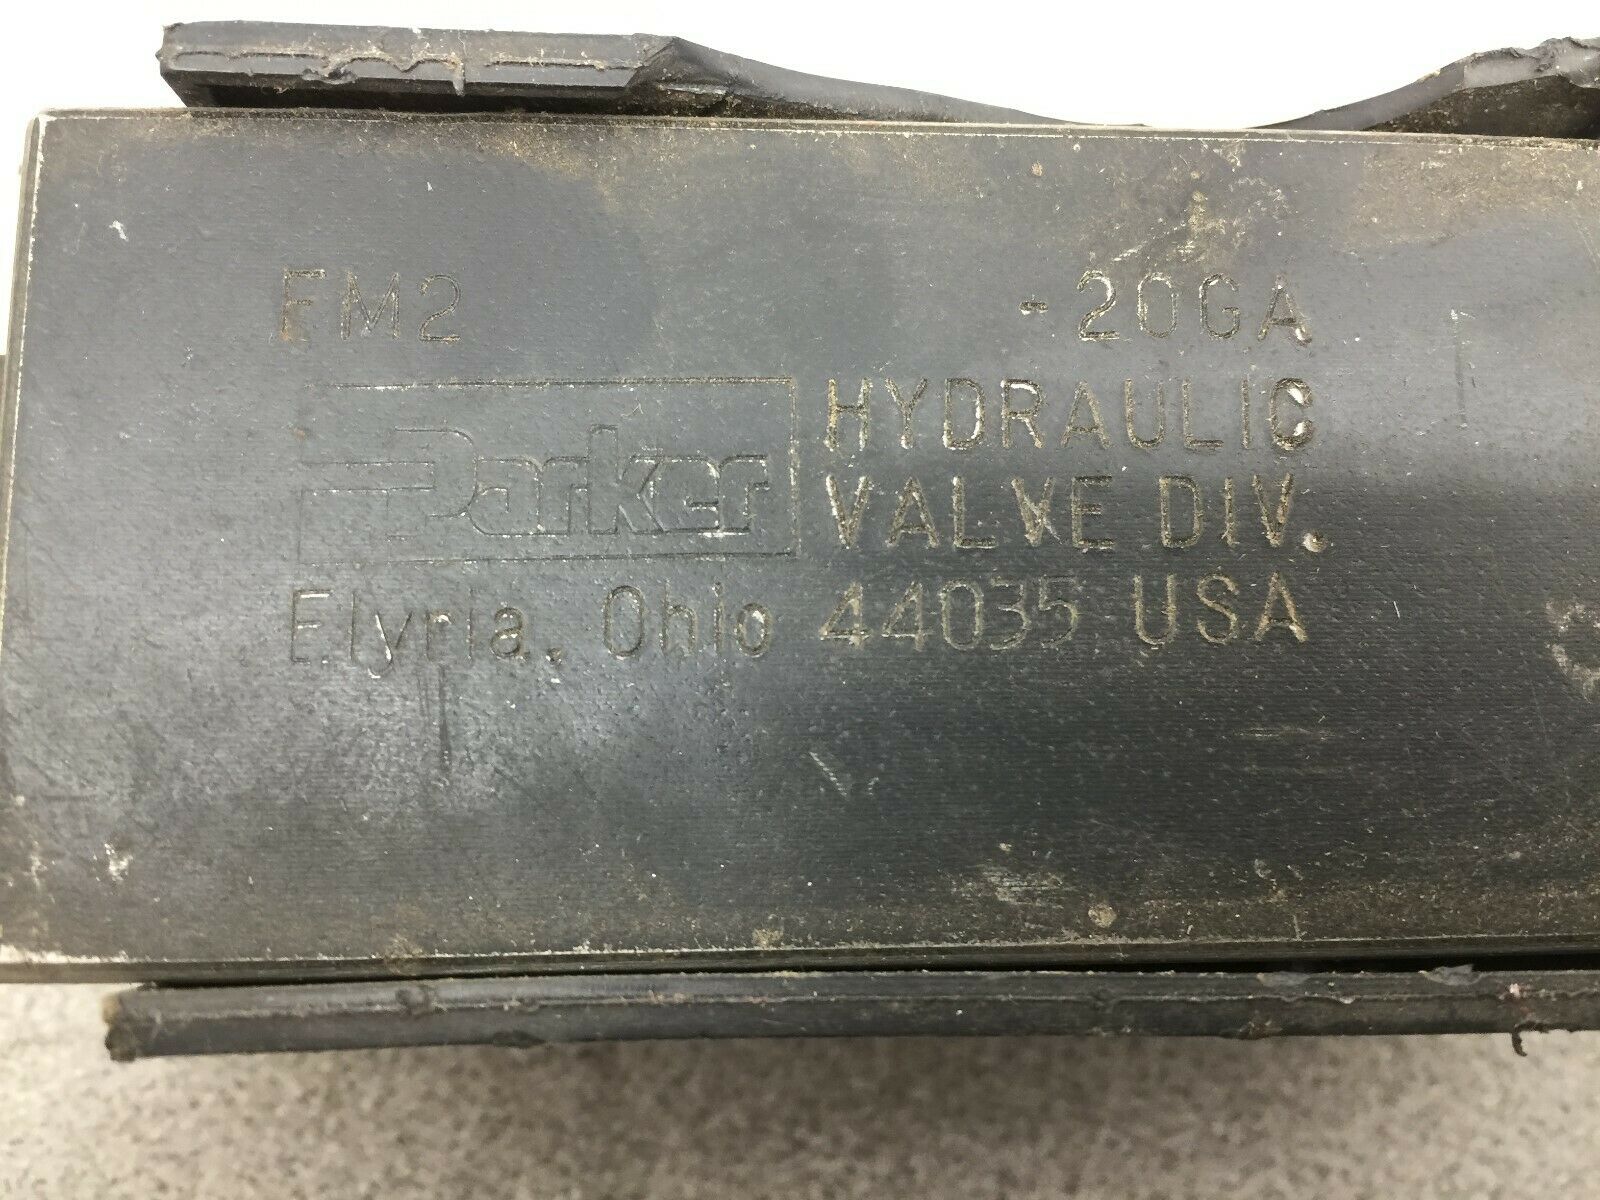 FM2 -20GA
Parker HYDRAULIC
VALVE DIV.
Elyria, Ohio 44035 USA